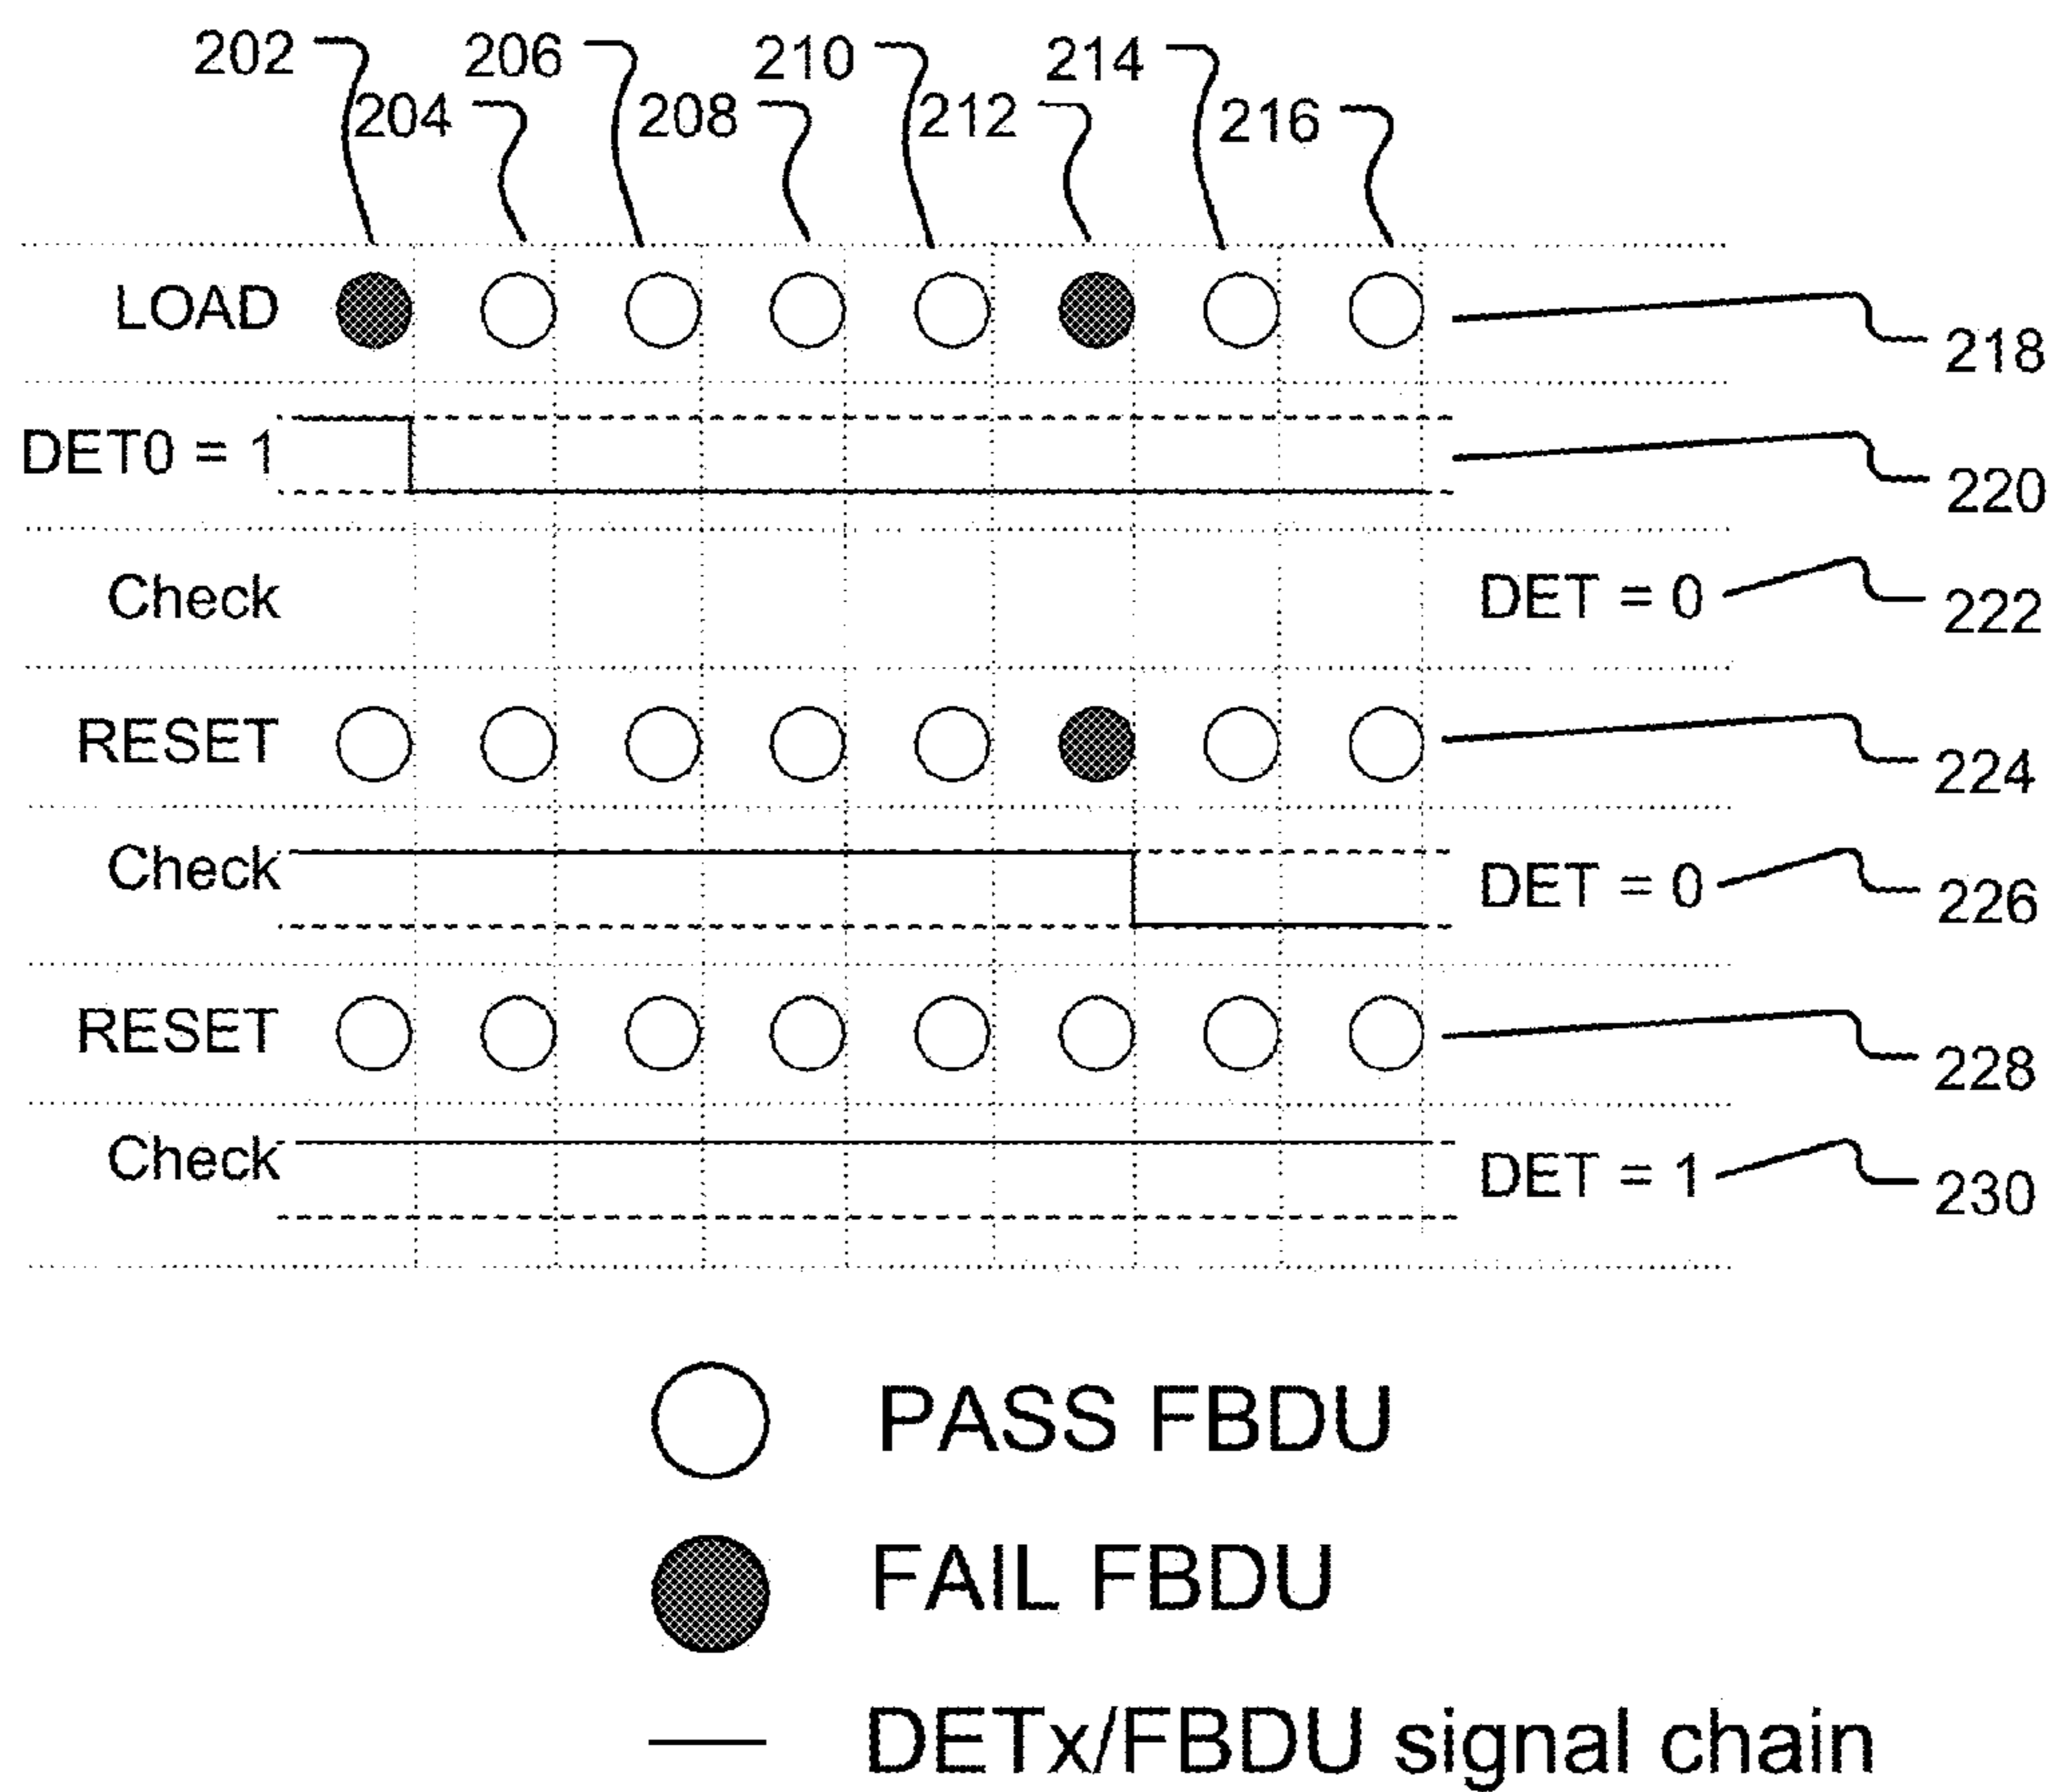 202 206 210 214
204 208 212 216
LOAD 218
DET0 = 1 220
Check DET = 0 222
RESET 224
Check DET = 0 226
RESET 228
Check DET = 1 230
PASS FBDU
FAIL FBDU
DETx/FBDU signal chain